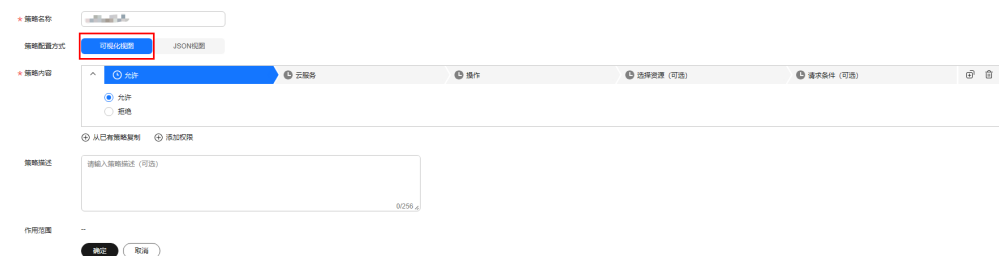 * 策略名称
策略配置方式 可视化视图 JSON视图
* 策略内容 允许 云服务 操作 选择资源（可选） 请求条件（可选）
允许
拒绝
从已有策略复制 添加权限
策略描述 请输入策略描述（可选）
0/256
作用范围 --
确定 取消